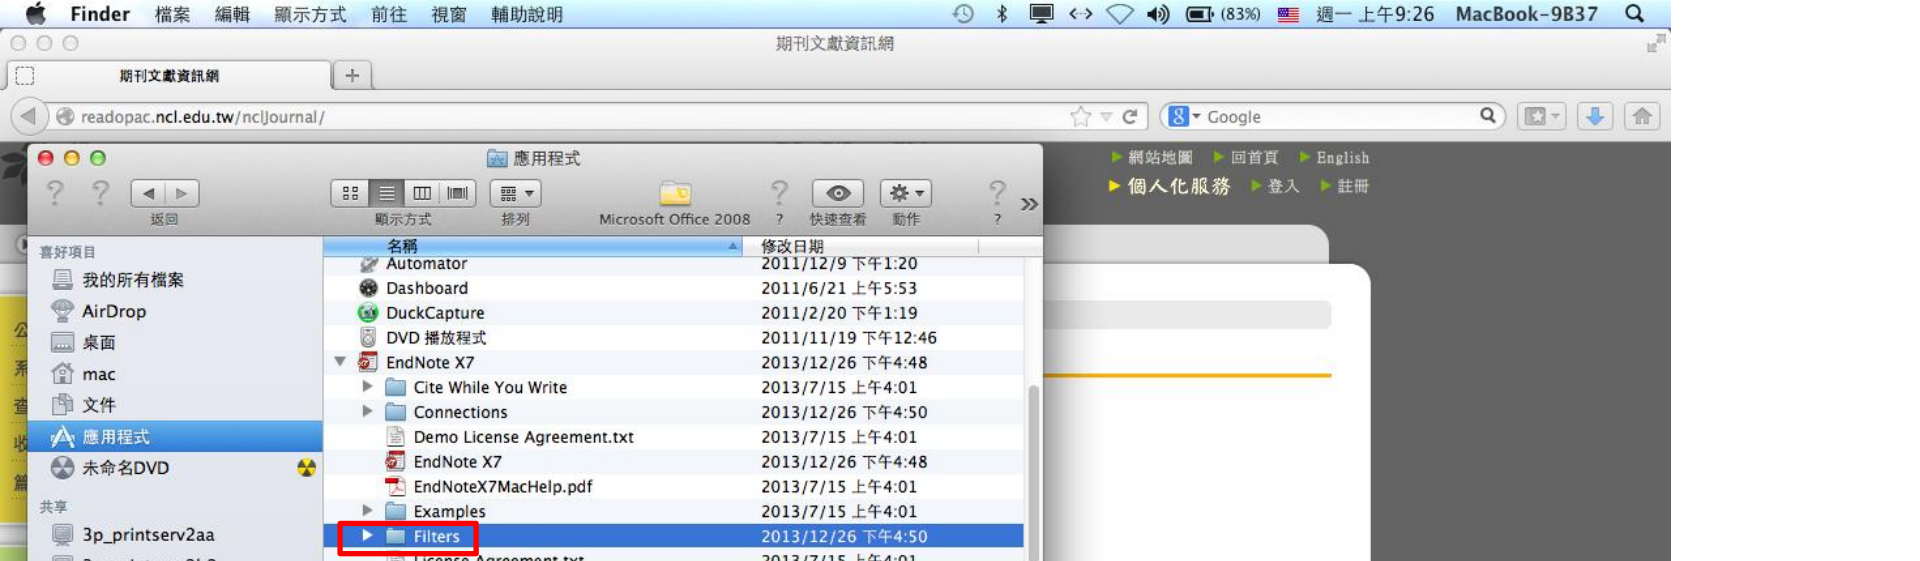 Finder 檔案 編輯 顯示方式 前往 視窗 輔助說明 (83%) 週一 上午9:26 MacBook-9B37
期刊文獻資訊網
期刊文獻資訊網
readopac.ncl.edu.tw/nclJournal/ Google
應用程式
網站地圖 回首頁 English
個人化服務 登入 註冊
返回 顯示方式 排列 Microsoft Office 2008 ? 快速查看 動作 ?
名稱 修改日期
喜好項目
我的所有檔案
AirDrop
桌面
mac
文件
應用程式
未命名DVD
共享
3p_printserv2aa
Automator 2011/12/9 下午1:20
Dashboard 2011/6/21 上午5:53
DuckCapture 2011/2/20 下午1:19
DVD 播放程式 2011/11/19 下午12:46
EndNote X7 2013/12/26 下午4:48
Cite While You Write 2013/7/15 上午4:01
Connections 2013/12/26 下午4:50
Demo License Agreement.txt 2013/7/15 上午4:01
EndNote X7 2013/12/26 下午4:48
EndNoteX7MacHelp.pdf 2013/7/15 上午4:01
Examples 2013/7/15 上午4:01
Filters 2013/12/26 下午4:50
License Agreement.txt 2013/7/15 上午4:01